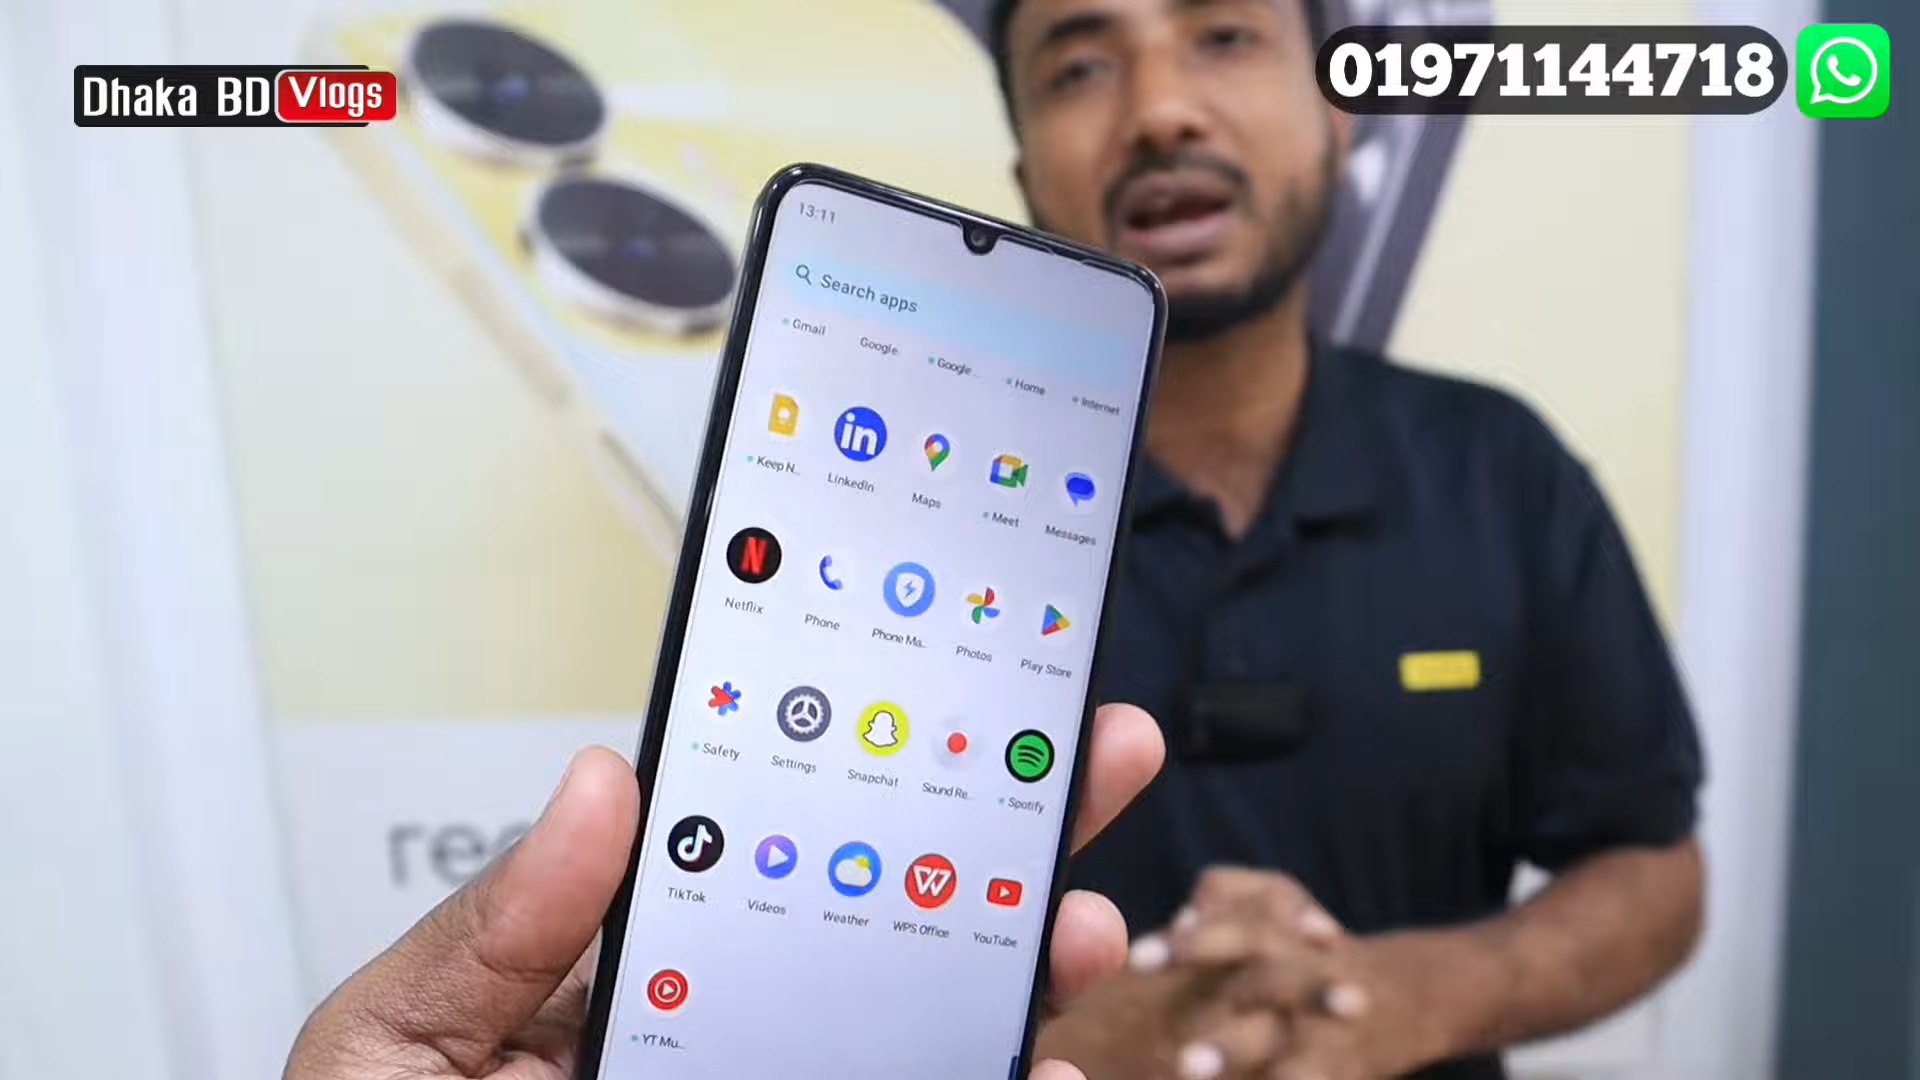 Dhaka BD Vlogs
01971144718
13:11
Search apps
Gmail
Google
Google...
Home
Internet
Keep N...
LinkedIn
Maps
Meet
Messages
Netflix
Phone
Phone Ma...
Photos
Play Store
Safety
Settings
Snapchat
Sound Re...
Spotify
TikTok
Videos
Weather
WPS Office
YouTube
YT Mu...